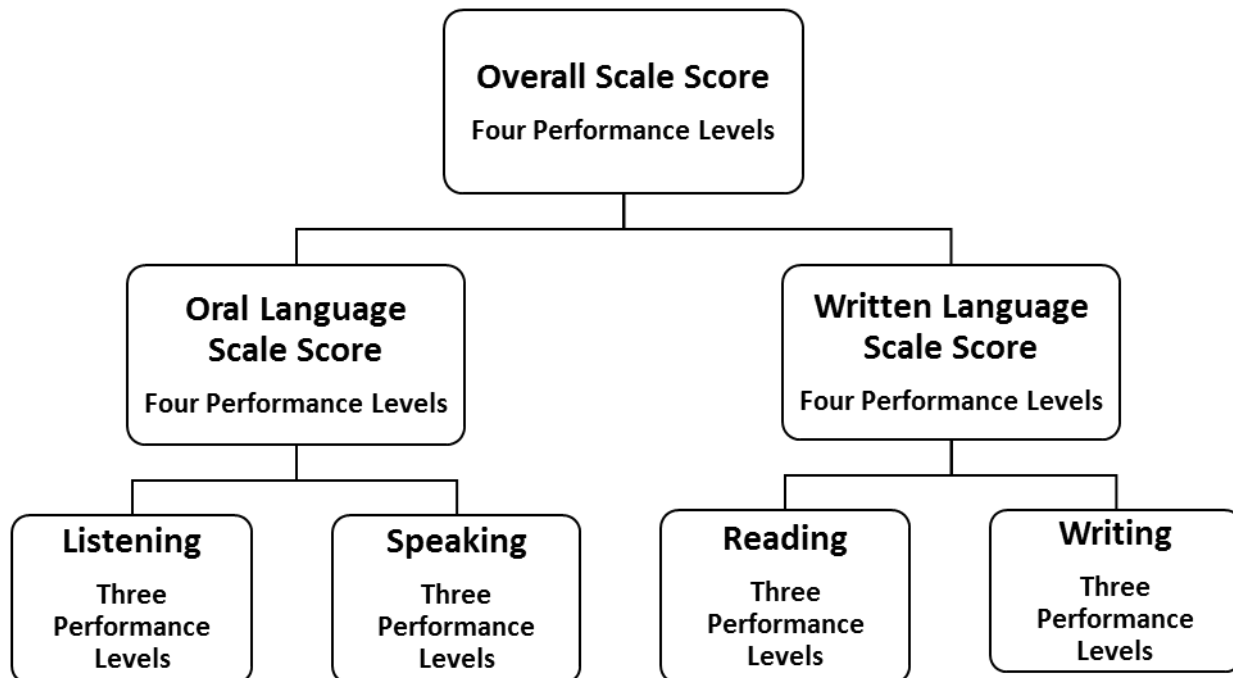 Overall Scale Score
Four Performance Levels
Oral Language
Scale Score
Four Performance Levels
Written Language
Scale Score
Four Performance Levels
Listening
Three
Performance
Levels
Speaking
Three
Performance
Levels
Reading
Three
Performance
Levels
Writing
Three
Performance
Levels